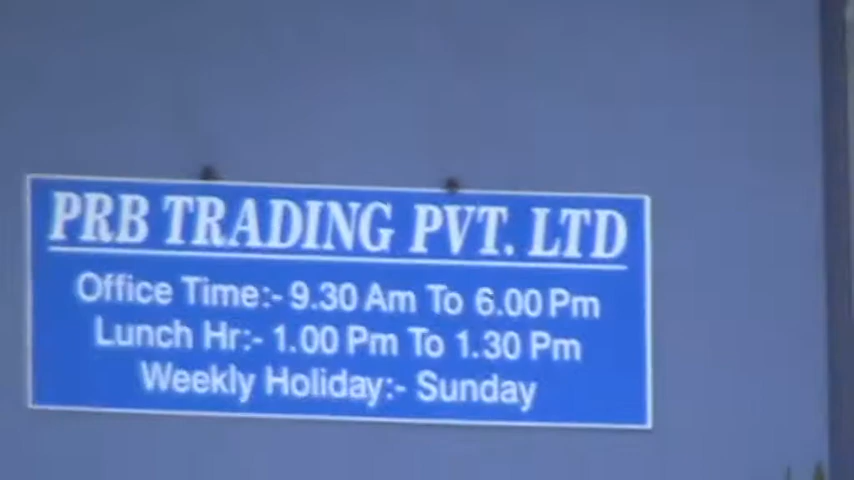 PRB TRADING PVT. LTD
Office Time:- 9.30 Am To 6.00 Pm
Lunch Hr:- 1.00 Pm To 1.30 Pm
Weekly Holiday:- Sunday